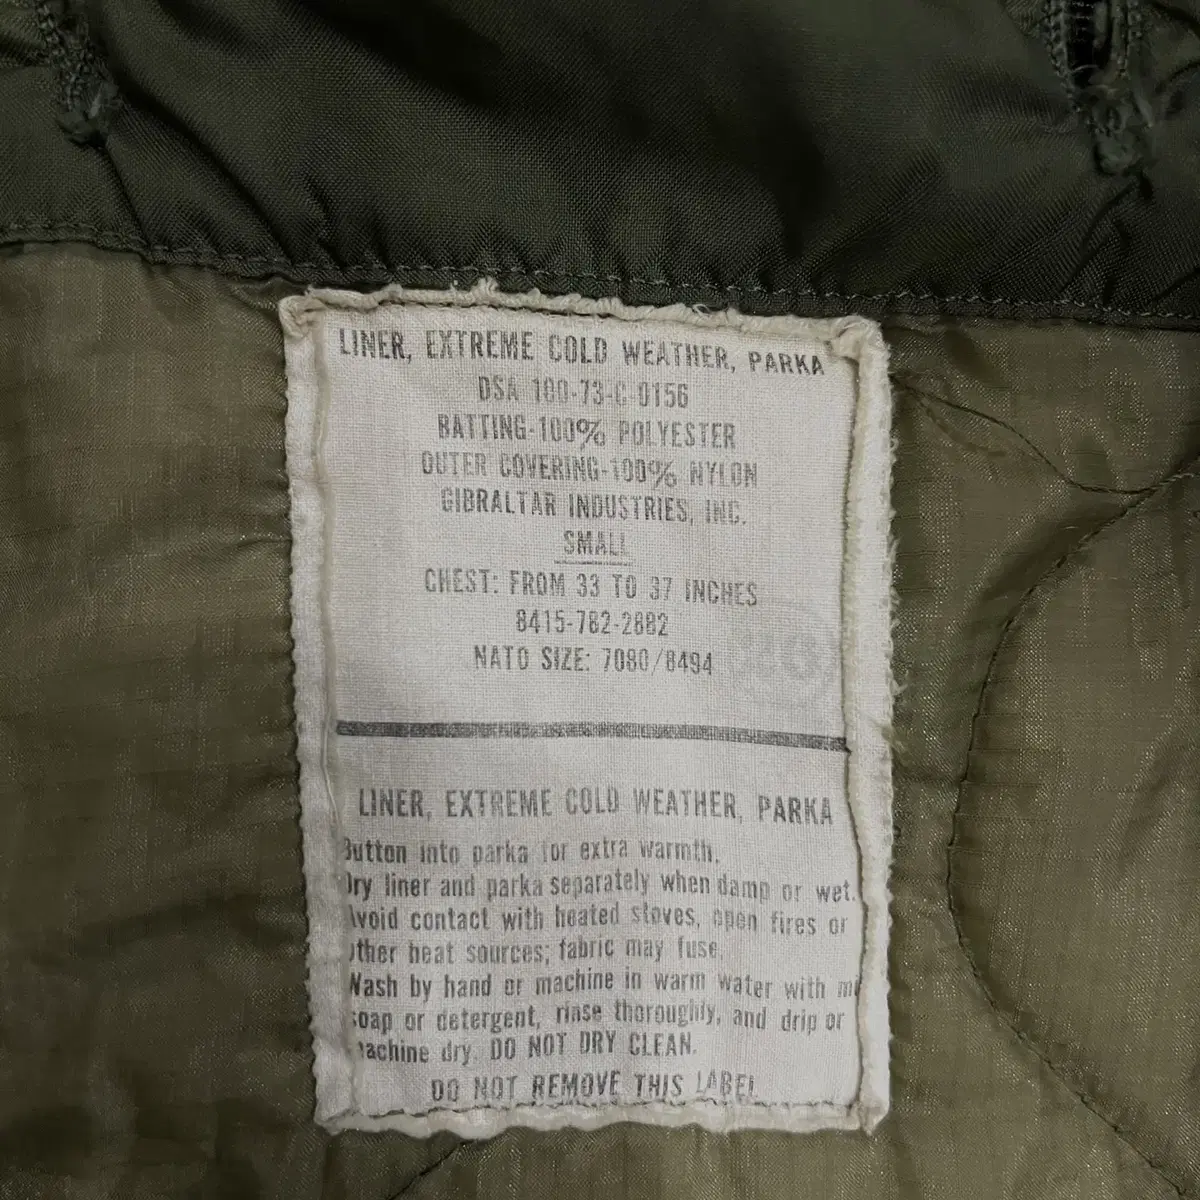 LINER, EXTREME COLD WEATHER, PARKA
DSA 100-73-C-0156
BATTING-100% POLYESTER
OUTER COVERING-100% NYLON
GIBRALTAR INDUSTRIES, INC.
SMALL
CHEST: FROM 33 TO 37 INCHES
8415-782-2882
NATO SIZE: 7080/8494
LINER, EXTREME COLD WEATHER, PARKA
Button into parka for extra warmth.
Dry liner and parka separately when damp or wet.
Avoid contact with heated stoves, open fires or
other heat sources; fabric may fuse.
Wash by hand or machine in warm water with
soap or detergent, rinse thoroughly, and drip or
machine dry. DO NOT DRY CLEAN.
DO NOT REMOVE THIS LABEL